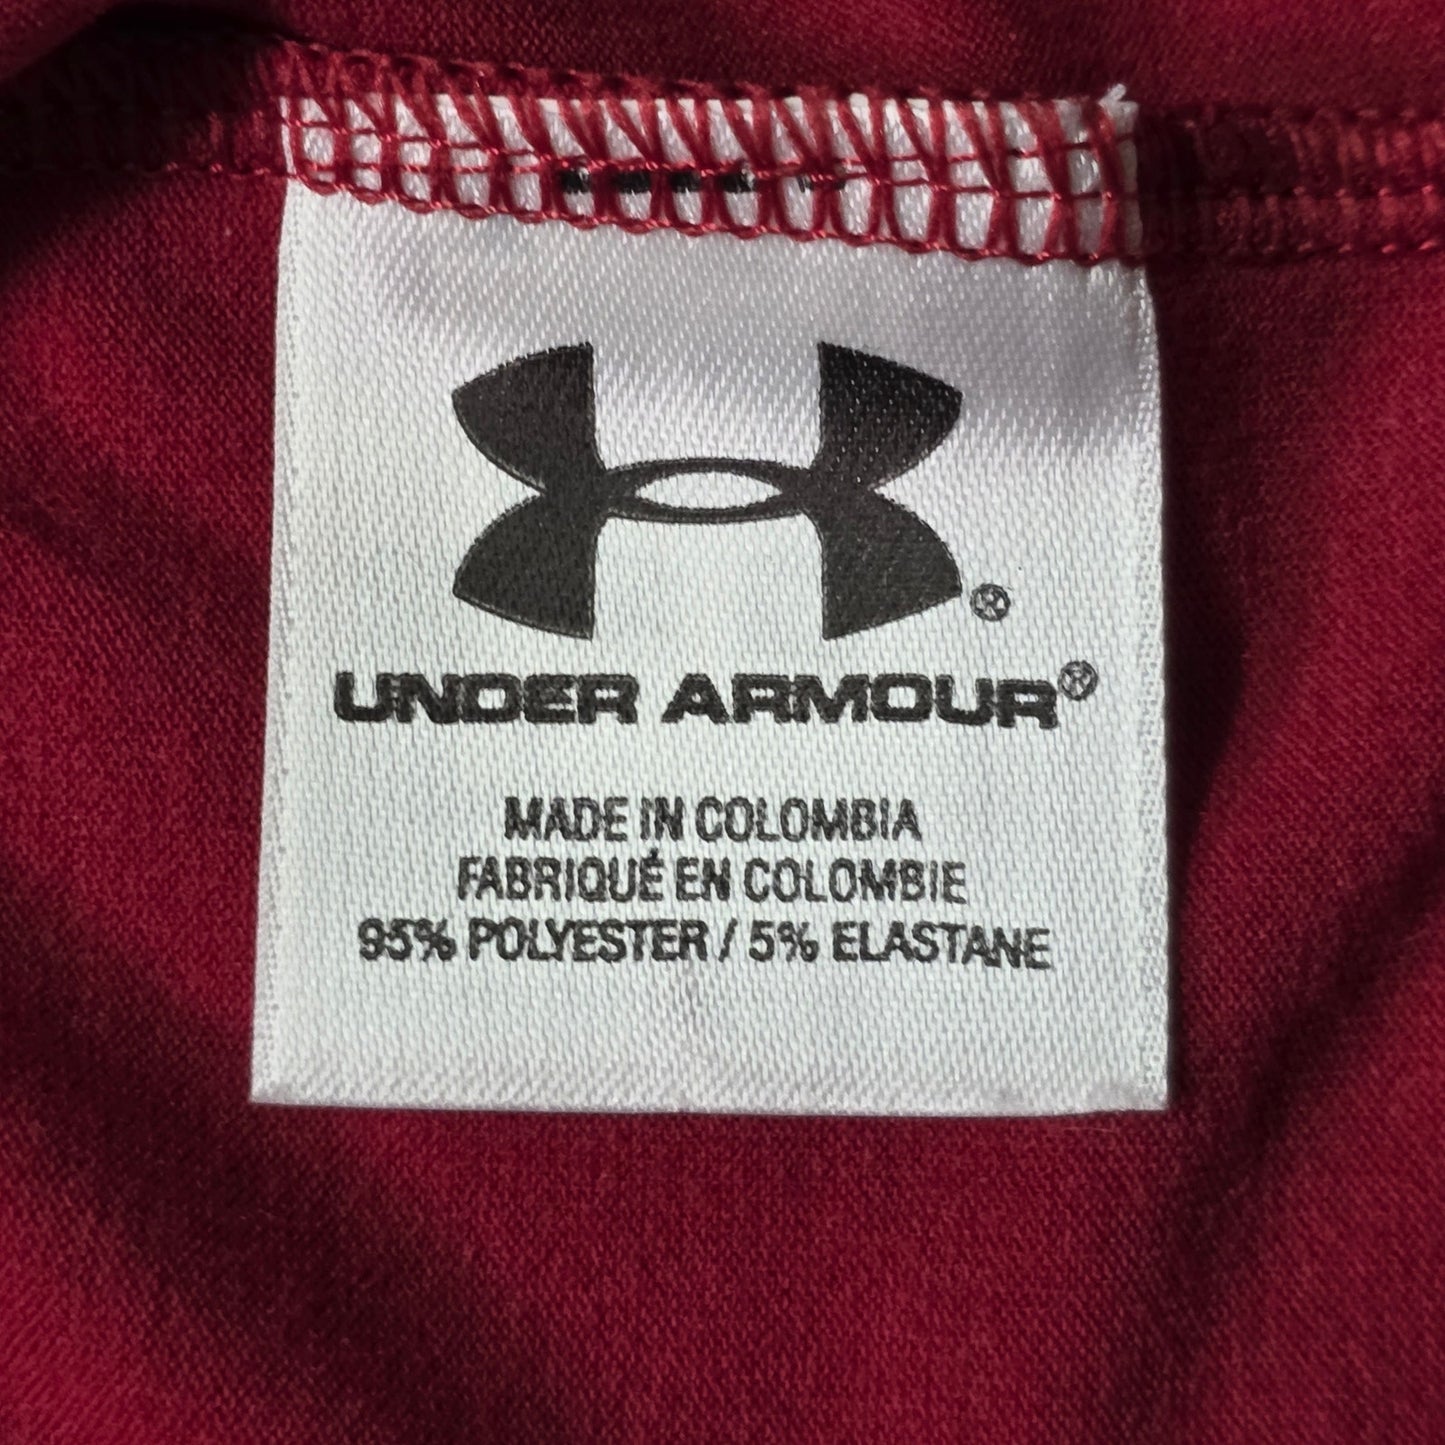 ®
UNDER ARMOUR®
MADE IN COLOMBIA
FABRIQUÉ EN COLOMBIE
95% POLYESTER / 5% ELASTANE